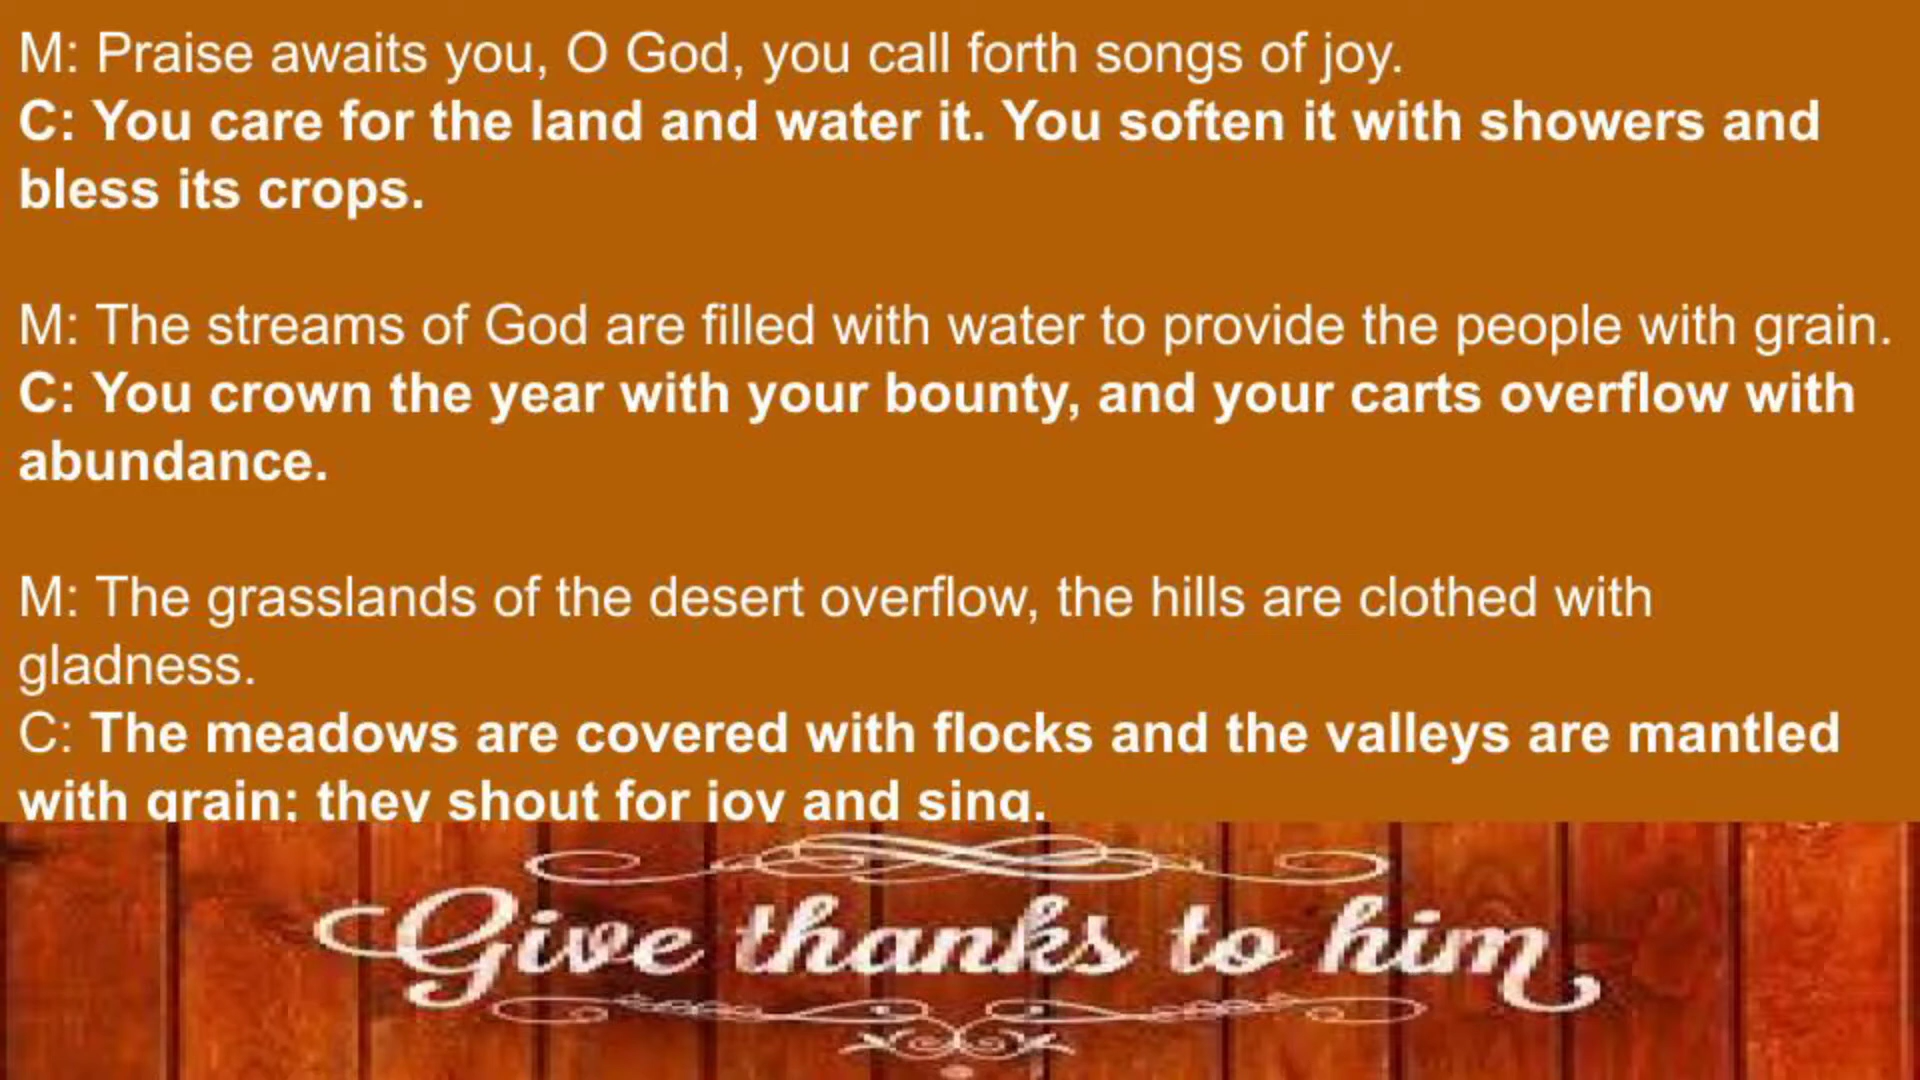 M: Praise awaits you, O God, you call forth songs of joy.
C: You care for the land and water it. You soften it with showers and
bless its crops.
M: The streams of God are filled with water to provide the people with grain.
C: You crown the year with your bounty, and your carts overflow with
abundance.
M: The grasslands of the desert overflow, the hills are clothed with
gladness.
C: The meadows are covered with flocks and the valleys are mantled
with grain; they shout for joy and sing.
Give thanks to him